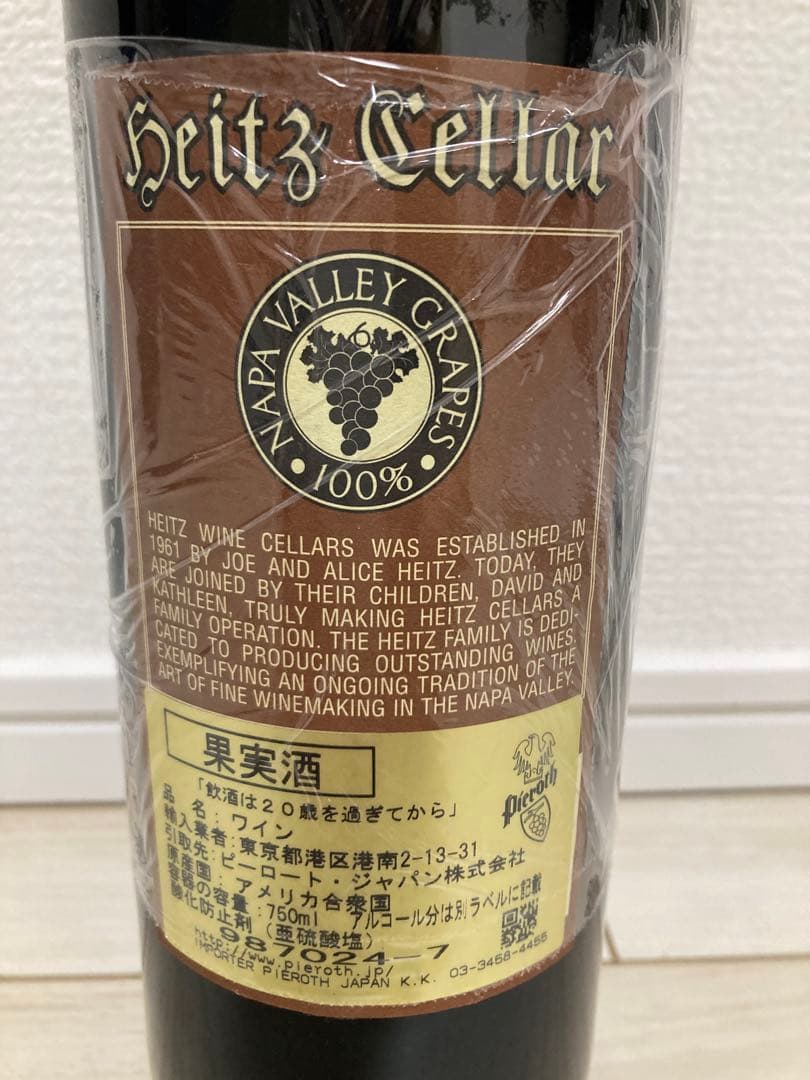 Heitz Cellar
NAPA VALLEY GRAPES
• 100% •
6
HEITZ WINE CELLARS WAS ESTABLISHED IN
1961 BY JOE AND ALICE HEITZ. TODAY, THEY
ARE JOINED BY THEIR CHILDREN, DAVID AND
KATHLEEN, TRULY MAKING HEITZ CELLARS A
FAMILY OPERATION. THE HEITZ FAMILY IS DEDI-
CATED TO PRODUCING OUTSTANDING WINES,
EXEMPLIFYING AN ONGOING TRADITION OF THE
ART OF FINE WINEMAKING IN THE NAPA VALLEY.
果実酒
「飲酒は20歳を過ぎてから」
Pieroth
品 名:ワイン
輸入業者:東京都港区港南2-13-31
引取先:ピーロート・ジャパン株式会社
原産国:アメリカ合衆国
容器の容量:750ml アルコール分は別ラベルに記載
酸化防止剤(亜硫酸塩)
987024-7
http://www.pieroth.jp/
IMPORTER PIEROTH JAPAN K.K. 03-3458-4455